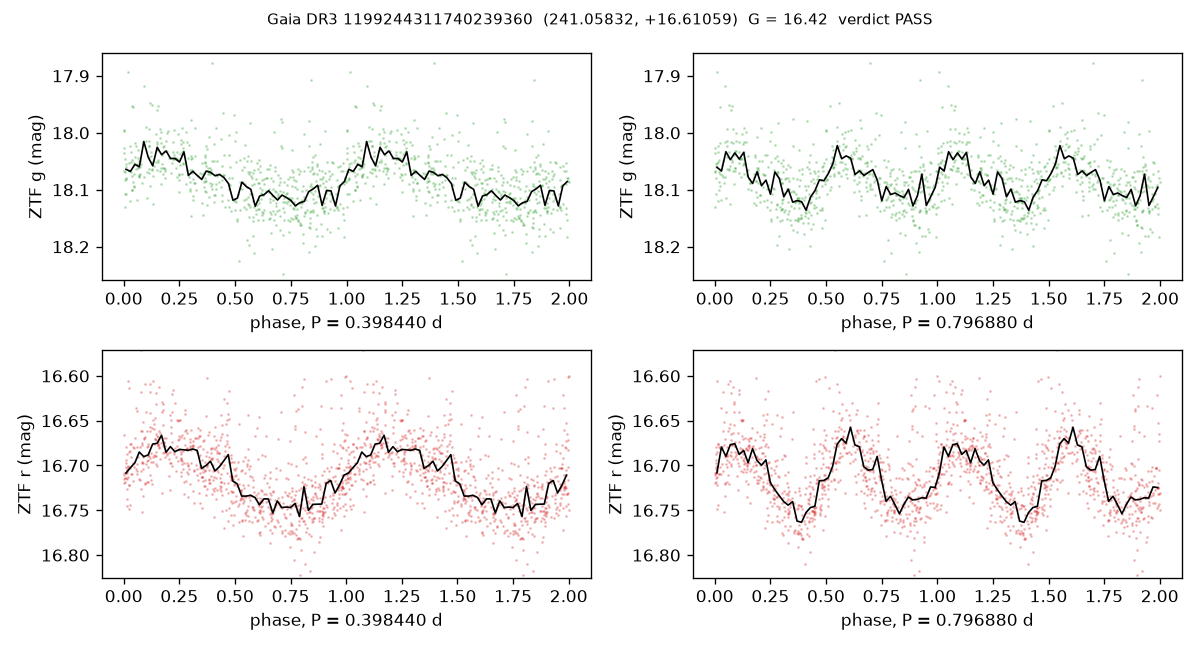 Gaia DR3 1199244311740239360  (241.05832, +16.61059)  G = 16.42  verdict PASS
ZTF g (mag)
17.9
18.0
18.1
18.2
0.00 0.25 0.50 0.75 1.00 1.25 1.50 1.75 2.00
phase, P = 0.398440 d
ZTF g (mag)
17.9
18.0
18.1
18.2
0.00 0.25 0.50 0.75 1.00 1.25 1.50 1.75 2.00
phase, P = 0.796880 d
ZTF r (mag)
16.60
16.65
16.70
16.75
16.80
0.00 0.25 0.50 0.75 1.00 1.25 1.50 1.75 2.00
phase, P = 0.398440 d
ZTF r (mag)
16.60
16.65
16.70
16.75
16.80
0.00 0.25 0.50 0.75 1.00 1.25 1.50 1.75 2.00
phase, P = 0.796880 d